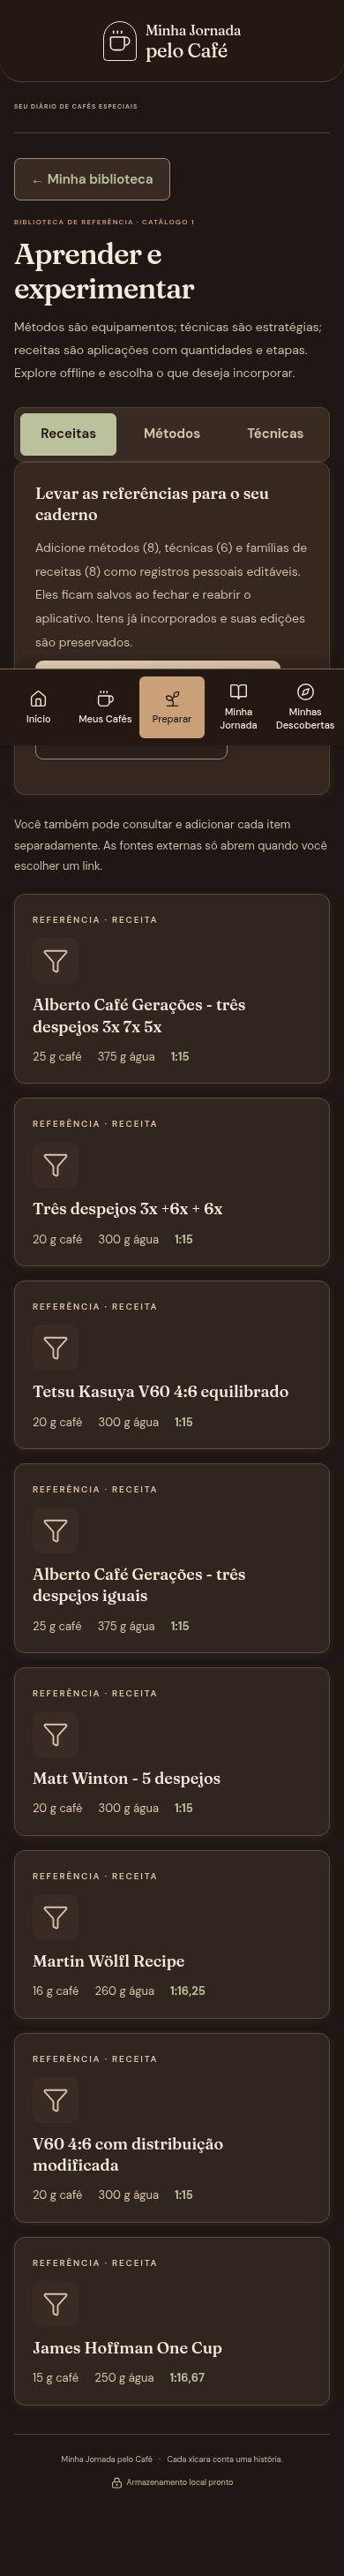 Minha Jornada
pelo Café
SEU DIÁRIO DE CAFÉS ESPECIAIS
← Minha biblioteca
BIBLIOTECA DE REFERÊNCIA · CATÁLOGO 1
Aprender e
experimentar
Métodos são equipamentos; técnicas são estratégias;
receitas são aplicações com quantidades e etapas.
Explore offline e escolha o que deseja incorporar.
Receitas Métodos Técnicas
Levar as referências para o seu
caderno
Adicione métodos (8), técnicas (6) e famílias de
receitas (8) como registros pessoais editáveis.
Eles ficam salvos ao fechar e reabrir o
aplicativo. Itens já incorporados e suas edições
são preservados.
Início Meus Cafés Preparar Minha Jornada Minhas Descobertas
Você também pode consultar e adicionar cada item
separadamente. As fontes externas só abrem quando você
escolher um link.
REFERÊNCIA · RECEITA
Alberto Café Gerações - três
despejos 3x 7x 5x
25 g café 375 g água 1:15
REFERÊNCIA · RECEITA
Três despejos 3x +6x + 6x
20 g café 300 g água 1:15
REFERÊNCIA · RECEITA
Tetsu Kasuya V60 4:6 equilibrado
20 g café 300 g água 1:15
REFERÊNCIA · RECEITA
Alberto Café Gerações - três
despejos iguais
25 g café 375 g água 1:15
REFERÊNCIA · RECEITA
Matt Winton - 5 despejos
20 g café 300 g água 1:15
REFERÊNCIA · RECEITA
Martin Wölfl Recipe
16 g café 260 g água 1:16,25
REFERÊNCIA · RECEITA
V60 4:6 com distribuição
modificada
20 g café 300 g água 1:15
REFERÊNCIA · RECEITA
James Hoffman One Cup
15 g café 250 g água 1:16,67
Minha Jornada pelo Café · Cada xícara conta uma história.
Armazenamento local pronto